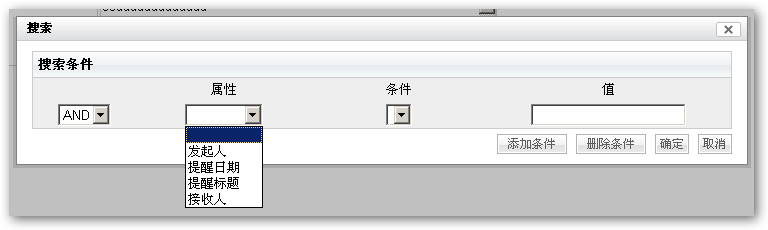 搜索
搜索条件
属性 条件 值
AND
发起人
提醒日期
提醒标题
接收人
添加条件 删除条件 确定 取消